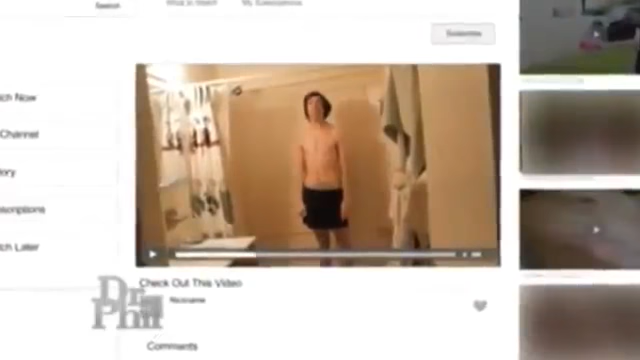 Search
What to Watch
My Subscriptions
Subscribe
ch Now
Channel
ory
scriptions
ch Later
Check Out This Video
Nickname
Dr. Phil
Comments